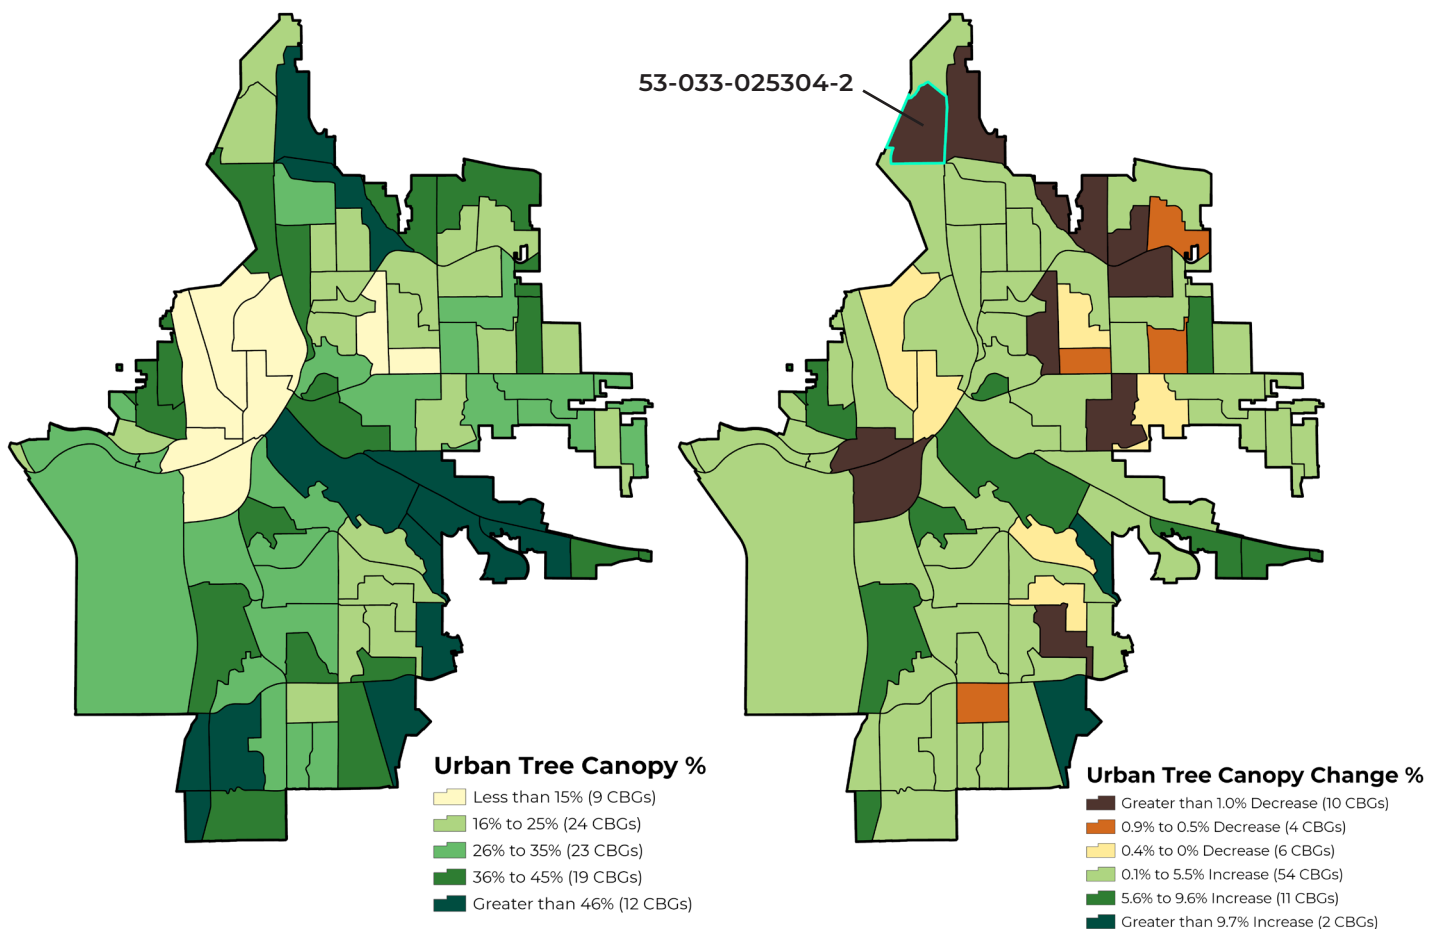 53-033-025304-2
Urban Tree Canopy %
Less than 15% (9 CBGs)
16% to 25% (24 CBGs)
26% to 35% (23 CBGs)
36% to 45% (19 CBGs)
Greater than 46% (12 CBGs)
Urban Tree Canopy Change %
Greater than 1.0% Decrease (10 CBGs)
0.9% to 0.5% Decrease (4 CBGs)
0.4% to 0% Decrease (6 CBGs)
0.1% to 5.5% Increase (54 CBGs)
5.6% to 9.6% Increase (11 CBGs)
Greater than 9.7% Increase (2 CBGs)